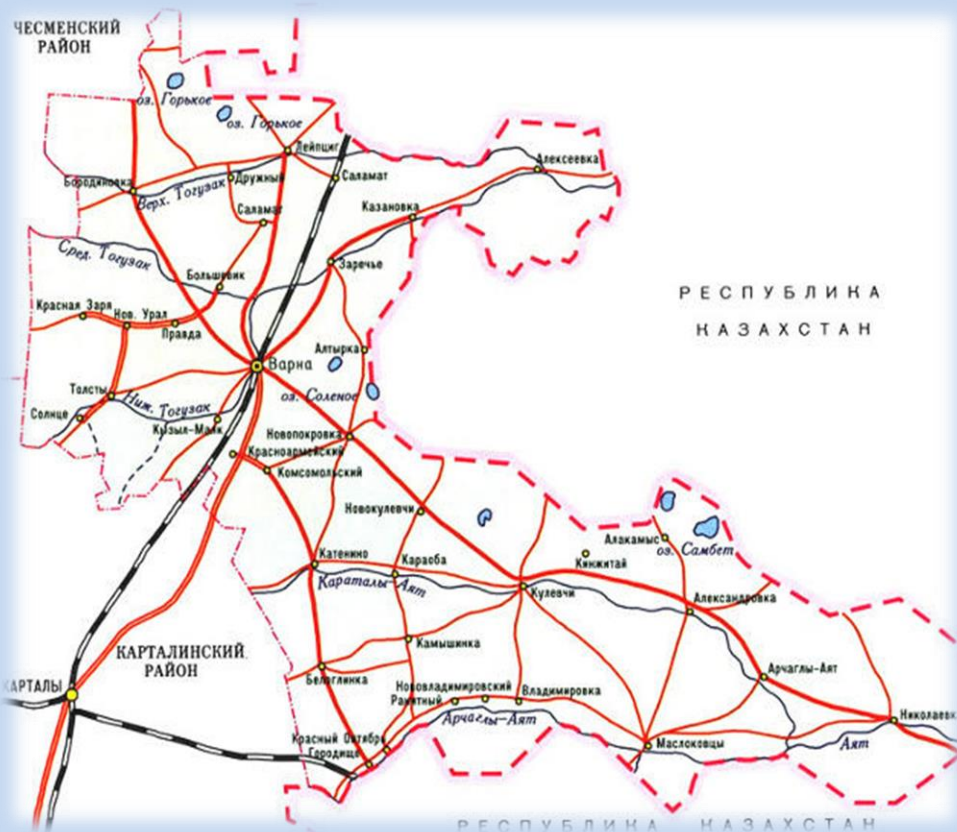 ЧЕСМЕНСКИЙ
РАЙОН
оз. Горькое
оз. Горькое
Лейпциг
Алексеевка
Бородиновка
Верх. Тогузак
Дружный
Саламат
Саламат
Казановка
Сред. Тогузак
Заречье
Большевик
РЕСПУБЛИКА
КАЗАХСТАН
Красная Заря
Нов. Урал
Правда
Алтырка
Варна
Толсты
Ниж. Тогузак
оз. Соленое
Солнце
Кызыл-Маяк
Новопокровка
Красноармейский
Комсомольский
Новокулевчи
Алакамыс
оз. Самбет
Катенино
Караоба
Кинжитай
Караталы-Аят
Кулевчи
Александровка
КАРТАЛИНСКИЙ
РАЙОН
Камышинка
Арчаглы-Аят
КАРТАЛЫ
Белоглинка
Нововладимировский
Ракитный
Владимировка
Арчаглы-Аят
Николаевка
Красный Октябрь
Городище
Маслоковцы
Аят
РЕСПУБЛИКА КАЗАХСТАН